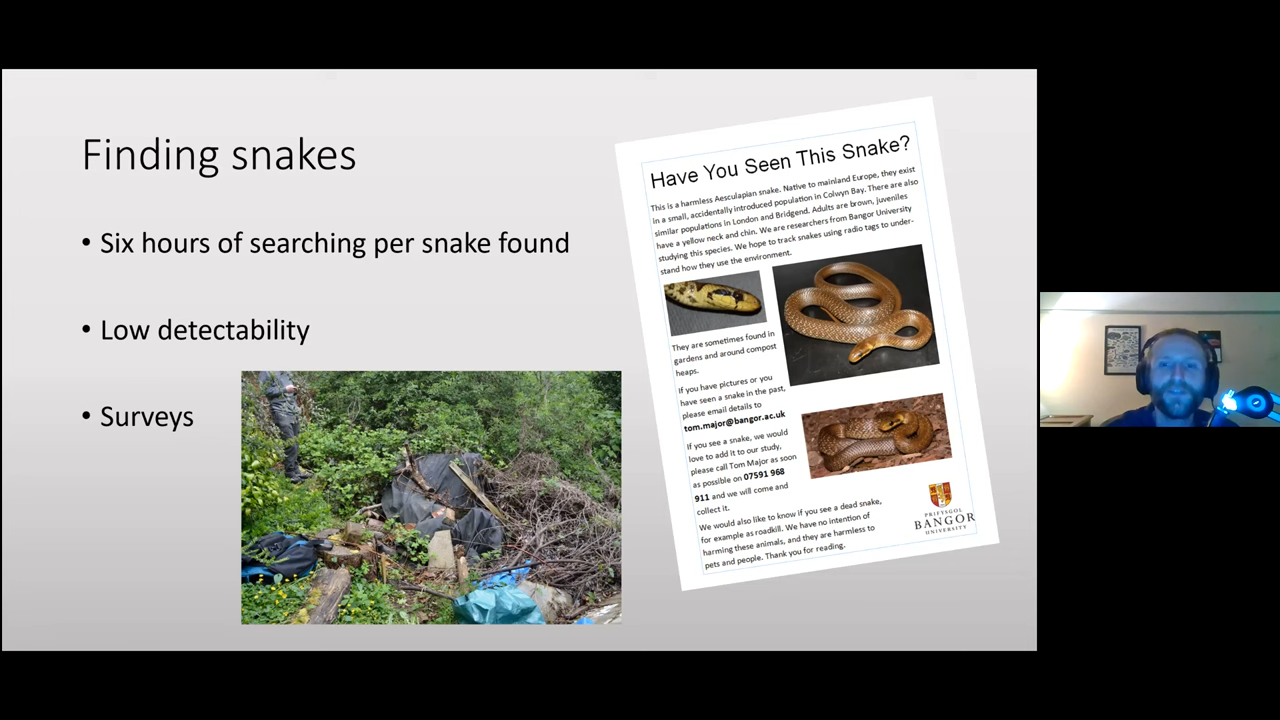 Finding snakes
• Six hours of searching per snake found
• Low detectability
• Surveys
Have You Seen This Snake?
This is a harmless Aesculapian snake. Native to mainland Europe, they exist
in a small, accidentally introduced population in Colwyn Bay. There are also
similar populations in London and Bridgend. Adults are brown, juveniles
have a yellow neck and chin. We are researchers from Bangor University
studying this species. We hope to track snakes using radio tags to under-
stand how they use the environment.
They are sometimes found in
gardens and around compost
heaps.
If you have pictures or you
have seen a snake in the past,
please email details to
tom.major@bangor.ac.uk
If you see a snake, we would
love to add it to our study,
please call Tom Major as soon
as possible on 07591 968
911 and we will come and
collect it.
We would also like to know if you see a dead snake,
for example as roadkill. We have no intention of
harming these animals, and they are harmless to
pets and people. Thank you for reading.
PRIFYSGOL
BANGOR
UNIVERSITY